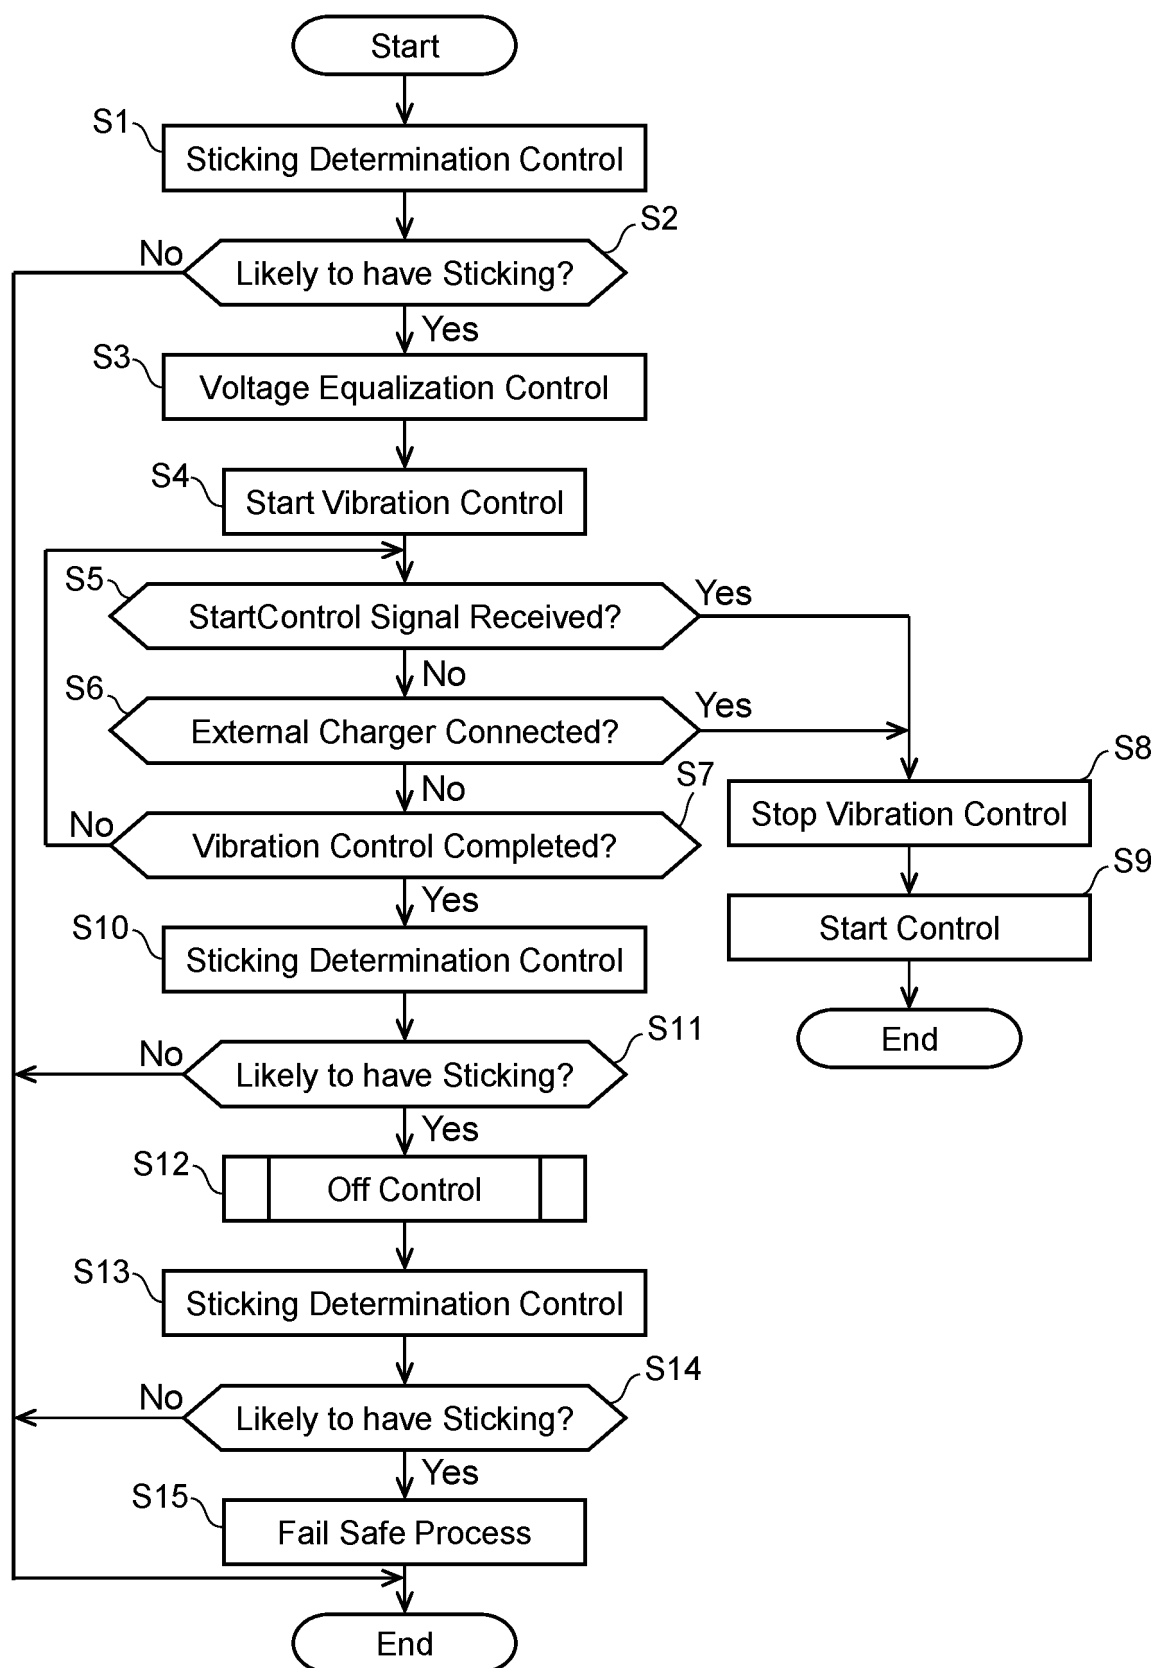 Start
S1
Sticking Determination Control
S2
No
Likely to have Sticking?
Yes
S3
Voltage Equalization Control
S4
Start Vibration Control
S5
StartControl Signal Received?
Yes
No
S6
External Charger Connected?
Yes
No
S7
No
Vibration Control Completed?
Yes
S8
Stop Vibration Control
S9
Start Control
End
S10
Sticking Determination Control
S11
No
Likely to have Sticking?
Yes
S12
Off Control
S13
Sticking Determination Control
S14
No
Likely to have Sticking?
Yes
S15
Fail Safe Process
End